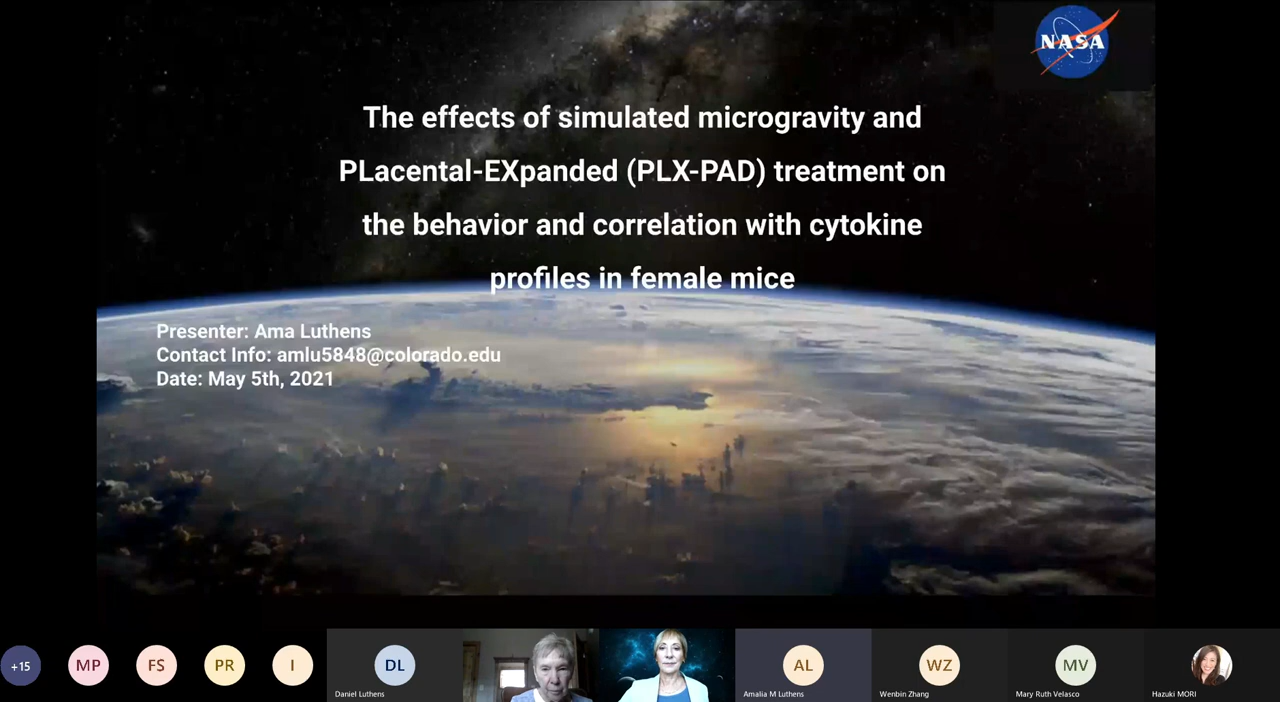 NASA
The effects of simulated microgravity and
PLacental-EXpanded (PLX-PAD) treatment on
the behavior and correlation with cytokine
profiles in female mice
Presenter: Ama Luthens
Contact Info: amlu5848@colorado.edu
Date: May 5th, 2021
+15
MP
FS
PR
I
DL
Daniel Luthens
AL
Amalia M Luthens
WZ
Wenbin Zhang
MV
Mary Ruth Velasco
Hazuki MORI